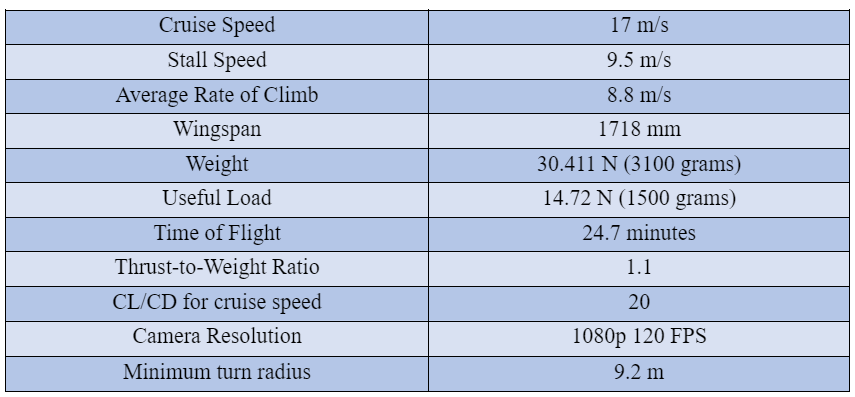 Cruise Speed 17 m/s
Stall Speed 9.5 m/s
Average Rate of Climb 8.8 m/s
Wingspan 1718 mm
Weight 30.411 N (3100 grams)
Useful Load 14.72 N (1500 grams)
Time of Flight 24.7 minutes
Thrust-to-Weight Ratio 1.1
CL/CD for cruise speed 20
Camera Resolution 1080p 120 FPS
Minimum turn radius 9.2 m